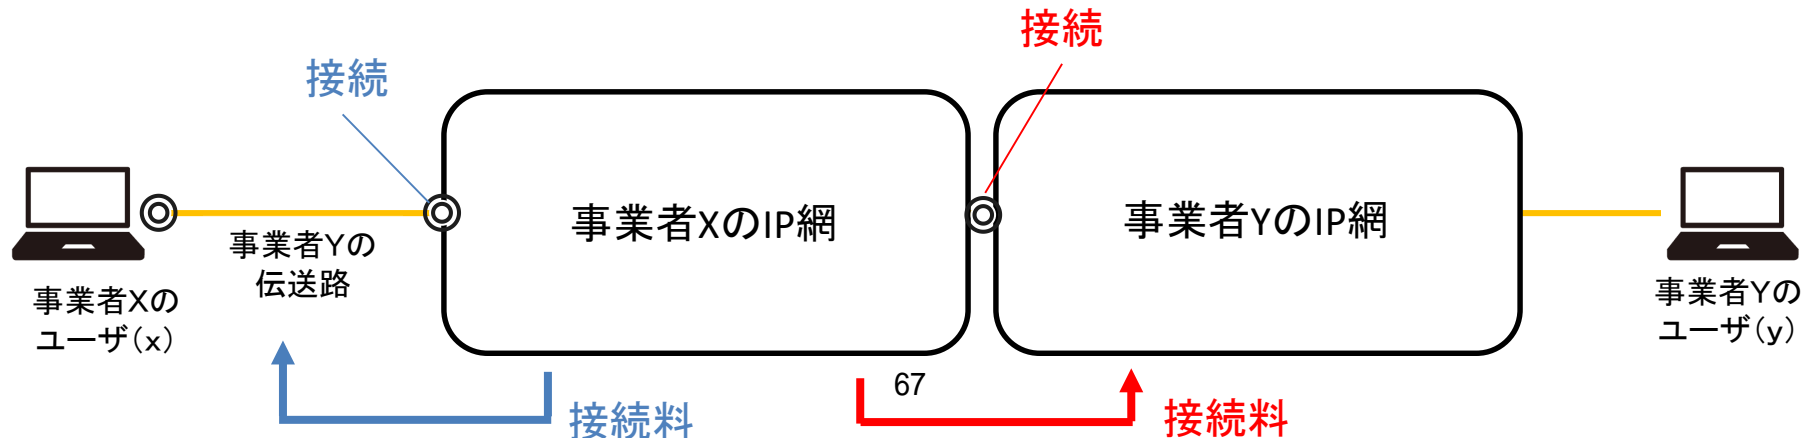 接続
接続
事業者XのIP網
事業者YのIP網
事業者Yの
伝送路
事業者Xの
ユーザ(x)
事業者Yの
ユーザ(y)
67
接続料
接続料